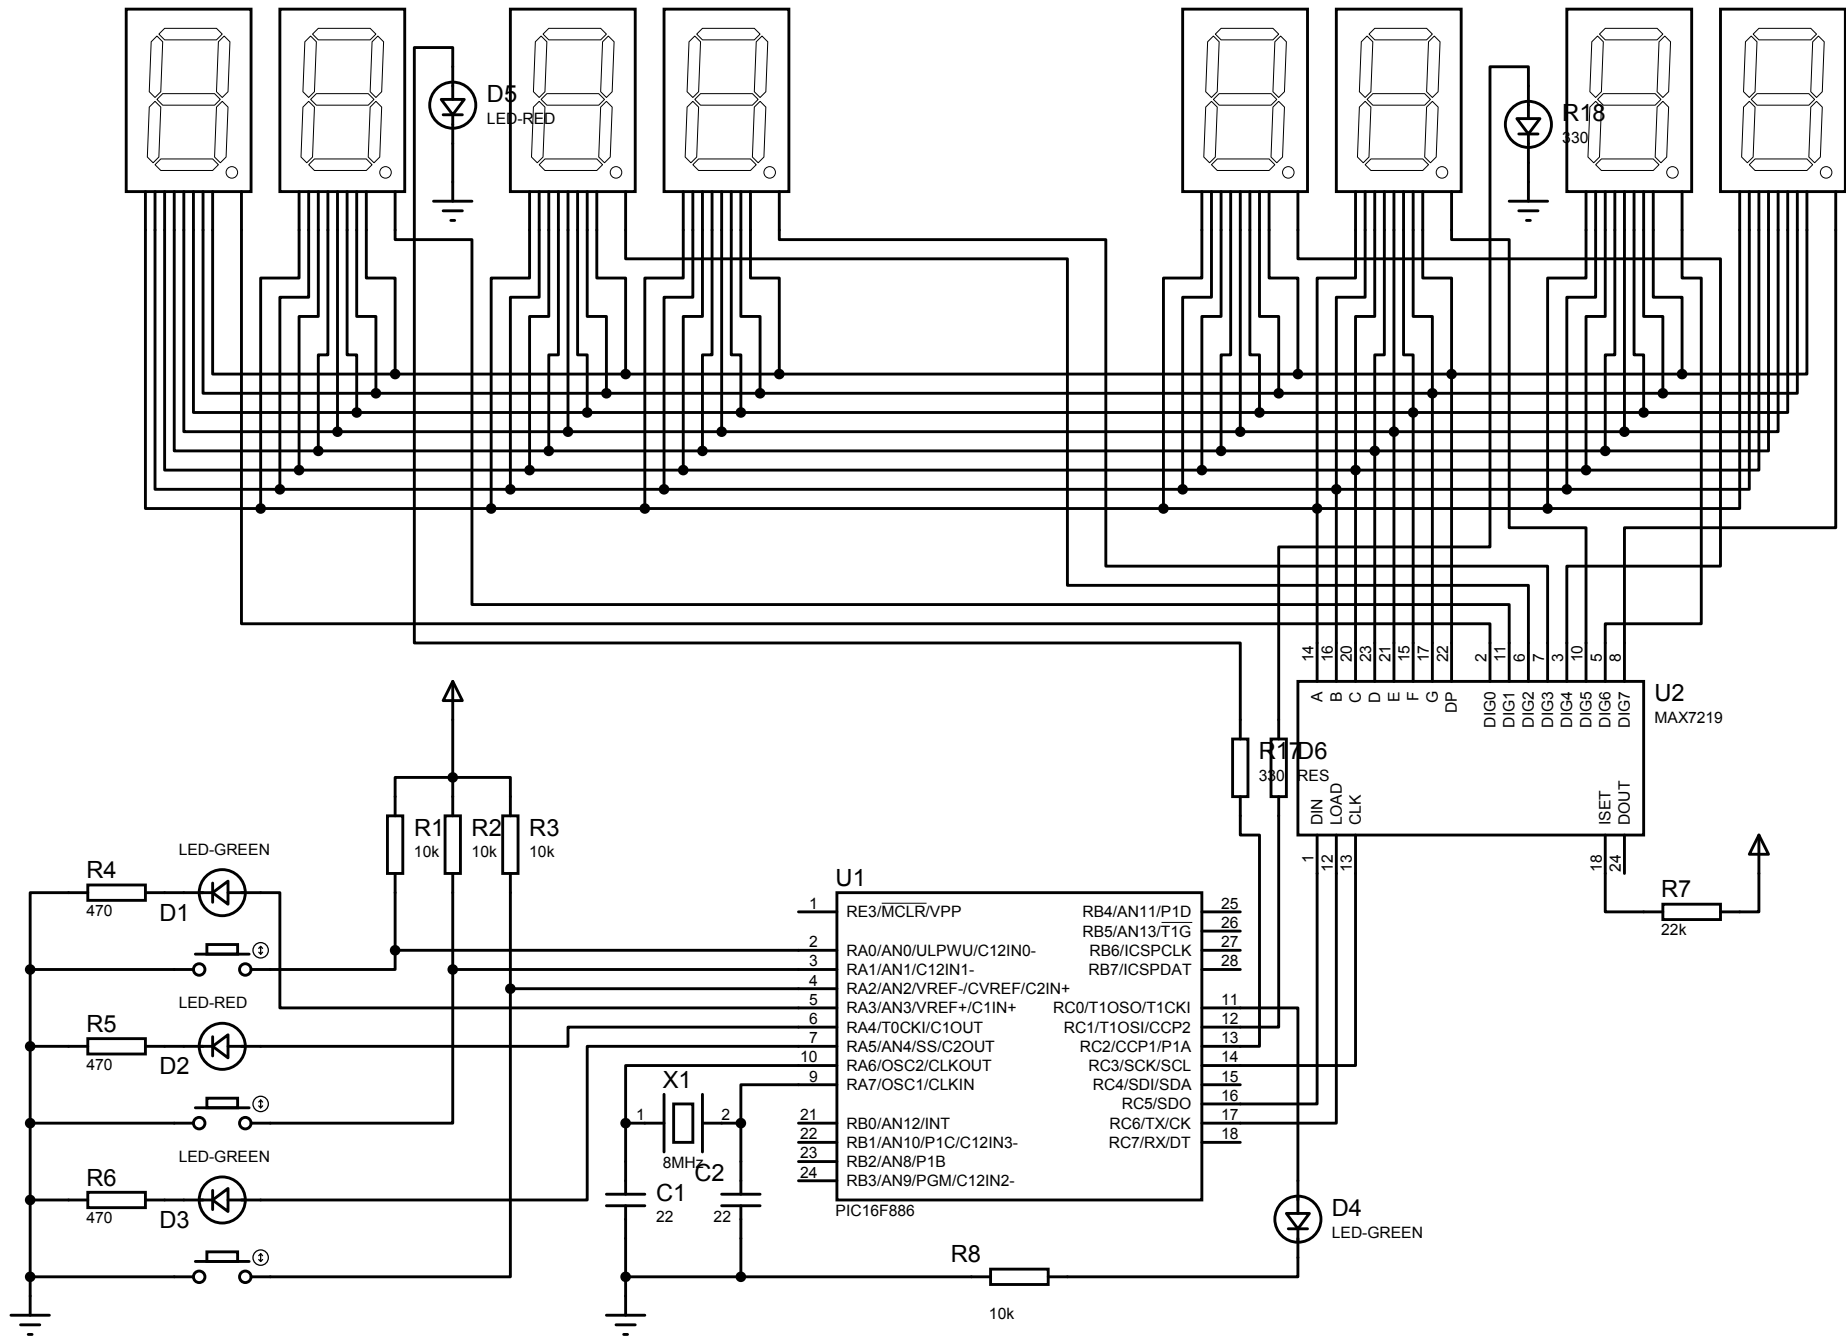 D5
LED-RED
R18
330
14
16
20
23
21
15
17
22
2
11
6
7
3
10
5
8
A
B
C
D
E
F
G
DP
DIG0
DIG1
DIG2
DIG3
DIG4
DIG5
DIG6
DIG7
U2
MAX7219
R17
330
D6
RES
DIN
LOAD
CLK
ISET
DOUT
1
12
13
18
24
R7
22k
R1
10k
R2
10k
R3
10k
LED-GREEN
R4
470
D1
LED-RED
R5
470
D2
LED-GREEN
R6
470
D3
U1
1 RE3/MCLR/VPP
2 RA0/AN0/ULPWU/C12IN0-
3 RA1/AN1/C12IN1-
4 RA2/AN2/VREF-/CVREF/C2IN+
5 RA3/AN3/VREF+/C1IN+
6 RA4/T0CKI/C1OUT
7 RA5/AN4/SS/C2OUT
10 RA6/OSC2/CLKOUT
9 RA7/OSC1/CLKIN
21 RB0/AN12/INT
22 RB1/AN10/P1C/C12IN3-
23 RB2/AN8/P1B
24 RB3/AN9/PGM/C12IN2-
RB4/AN11/P1D 25
RB5/AN13/T1G 26
RB6/ICSPCLK 27
RB7/ICSPDAT 28
RC0/T1OSO/T1CKI 11
RC1/T1OSI/CCP2 12
RC2/CCP1/P1A 13
RC3/SCK/SCL 14
RC4/SDI/SDA 15
RC5/SDO 16
RC6/TX/CK 17
RC7/RX/DT 18
PIC16F886
X1
1 2
8MHz
C1
22
C2
22
D4
LED-GREEN
R8
10k